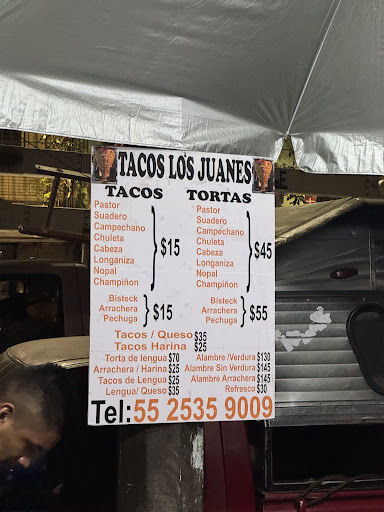 TACOS LOS JUANES
TACOS TORTAS
Pastor
Suadero
Campechano
Chuleta
Cabeza
Longaniza
Nopal
Champiñon
$15
Pastor
Suadero
Campechano
Chuleta
Cabeza
Longaniza
Nopal
Champiñon
$45
Bisteck
Arrachera
Pechuga
$15
Bisteck
Arrachera
Pechuga
$55
Tacos / Queso $35
Tacos Harina $25
Torta de lengua $70
Arrachera / Harina $25
Tacos de Lengua $25
Lengua/ Queso $35
Alambre /Verdura $130
Alambre Sin Verdura $145
Alambre Arrachera $145
Refresco $30
Tel: 55 2535 9009